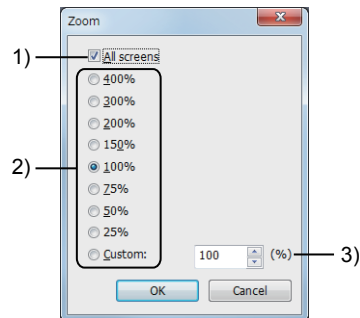 Zoom
1)
All screens
400%
300%
200%
150%
2)
100%
75%
50%
25%
Custom:
100
(%)
3)
OK
Cancel